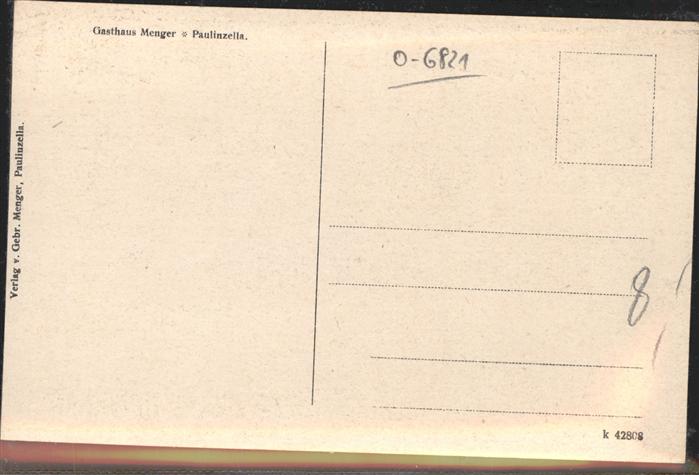 Gasthaus Menger * Paulinzella.
O-6821
Verlag v. Gebr. Menger, Paulinzella.
8
k 42808